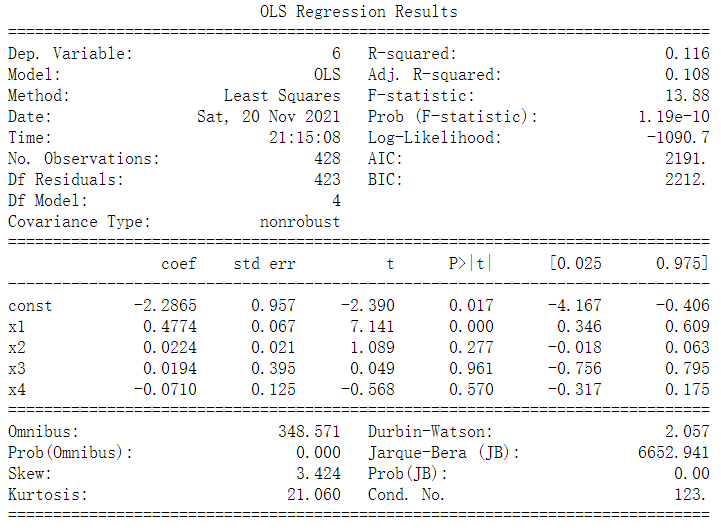 OLS Regression Results
==============================================================================
Dep. Variable: 6 R-squared: 0.116
Model: OLS Adj. R-squared: 0.108
Method: Least Squares F-statistic: 13.88
Date: Sat, 20 Nov 2021 Prob (F-statistic): 1.19e-10
Time: 21:15:08 Log-Likelihood: -1090.7
No. Observations: 428 AIC: 2191.
Df Residuals: 423 BIC: 2212.
Df Model: 4
Covariance Type: nonrobust
==============================================================================
coef std err t P>|t| [0.025 0.975]
------------------------------------------------------------------------------
const -2.2865 0.957 -2.390 0.017 -4.167 -0.406
x1 0.4774 0.067 7.141 0.000 0.346 0.609
x2 0.0224 0.021 1.089 0.277 -0.018 0.063
x3 0.0194 0.395 0.049 0.961 -0.756 0.795
x4 -0.0710 0.125 -0.568 0.570 -0.317 0.175
==============================================================================
Omnibus: 348.571 Durbin-Watson: 2.057
Prob(Omnibus): 0.000 Jarque-Bera (JB): 6652.941
Skew: 3.424 Prob(JB): 0.00
Kurtosis: 21.060 Cond. No. 123.
==============================================================================